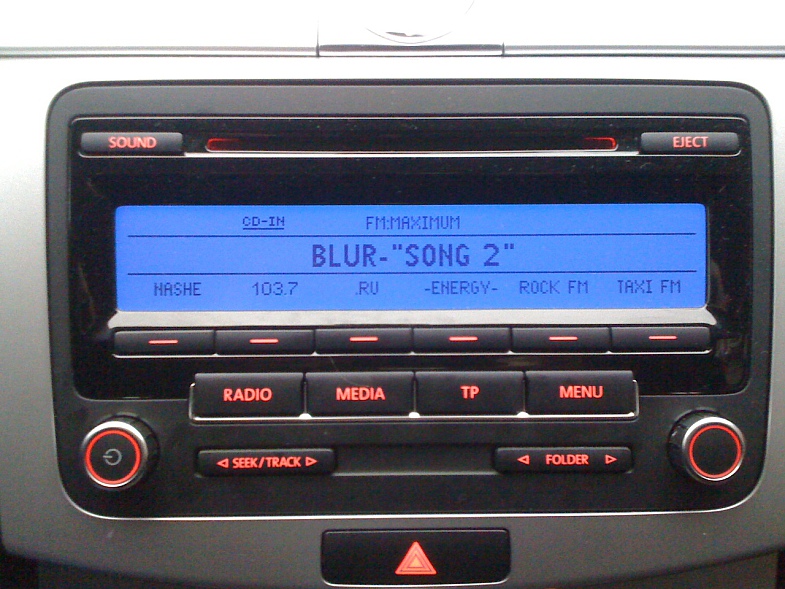 SOUND EJECT
CD-IN FM:MAXIMUM
BLUR-"SONG 2"
NASHE 103.7 .RU -ENERGY- ROCK FM TAXI FM
RADIO MEDIA TP MENU
SEEK/TRACK FOLDER